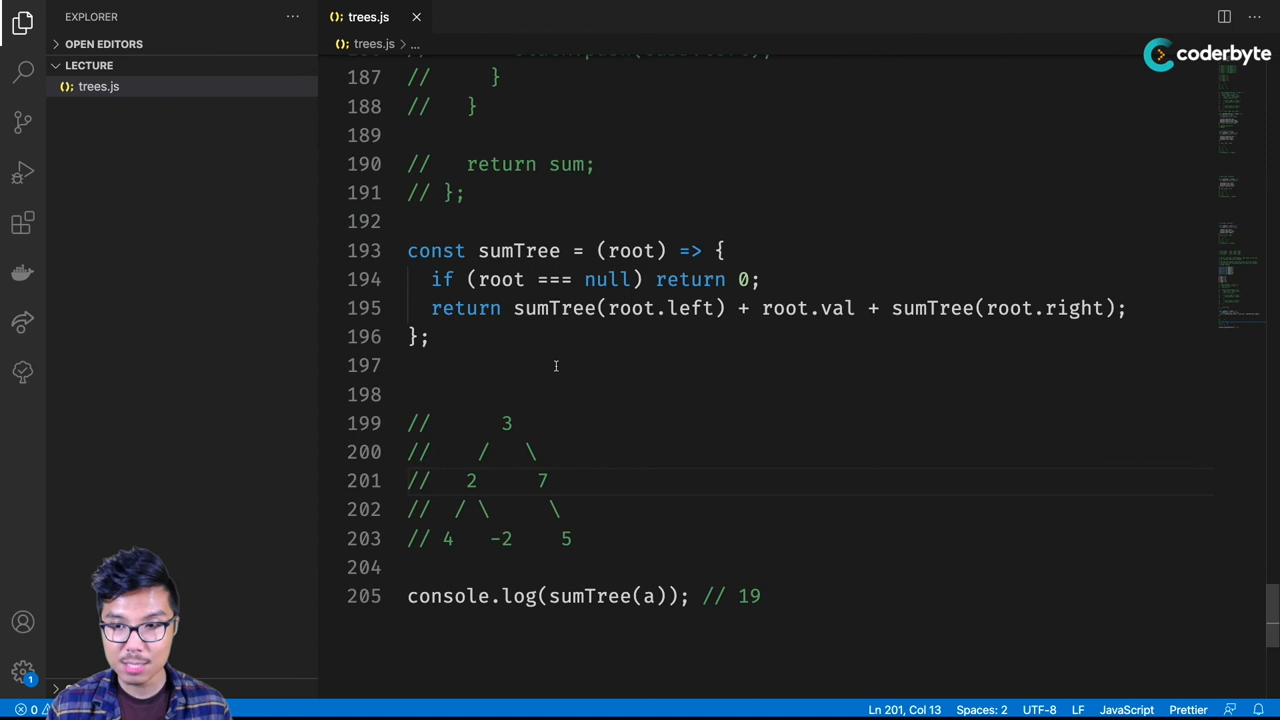 EXPLORER
OPEN EDITORS
LECTURE
trees.js
trees.js
trees.js > ...
coderbyte
187 //      }
188 //    }
189
190 //   return sum;
191 // };
192
193 const sumTree = (root) => {
194   if (root === null) return 0;
195   return sumTree(root.left) + root.val + sumTree(root.right);
196 };
197
198
199 //      3
200 //    /   \
201 //   2     7
202 //  / \     \
203 // 4   -2    5
204
205 console.log(sumTree(a)); // 19
1
0
Ln 201, Col 13
Spaces: 2
UTF-8
LF
JavaScript
Prettier